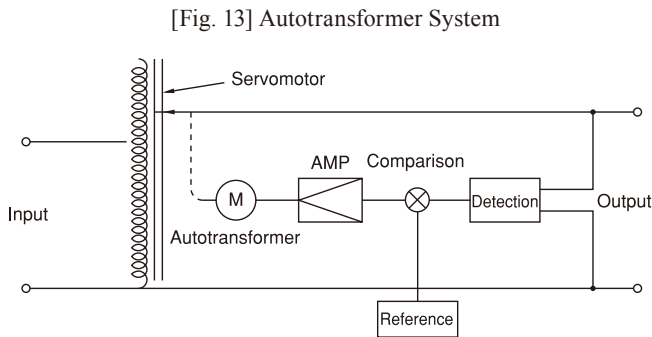 [Fig. 13] Autotransformer System
Servomotor
AMP
Comparison
M
Detection
Input
Output
Autotransformer
Reference